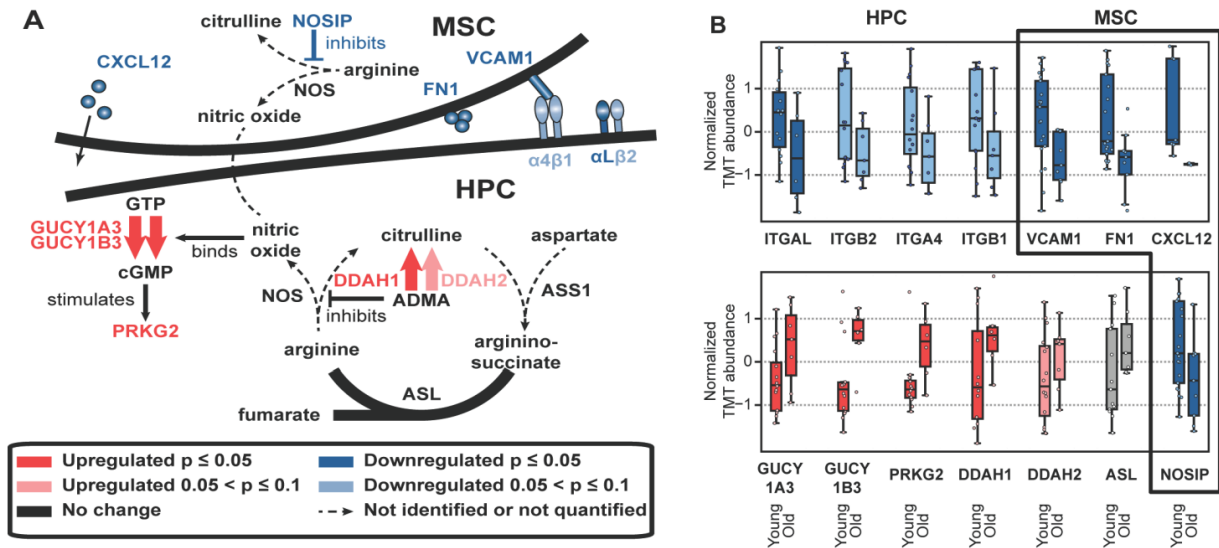 A
citrulline NOSIP
inhibits
MSC
VCAM1
CXCL12
arginine
NOS
FN1
nitric oxide
α4β1
αLβ2
HPC
GTP
GUCY1A3
GUCY1B3
binds
nitric
oxide
citrulline
aspartate
cGMP
DDAH1
DDAH2
NOS
ASS1
stimulates
ADMA
inhibits
PRKG2
arginine
arginino-
succinate
ASL
fumarate
Upregulated p ≤ 0.05
Downregulated p ≤ 0.05
Upregulated 0.05 < p ≤ 0.1
Downregulated 0.05 < p ≤ 0.1
No change
Not identified or not quantified
B
HPC
MSC
Normalized
TMT abundance
1
0
−1
ITGAL ITGB2 ITGA4 ITGB1 VCAM1 FN1 CXCL12
Normalized
TMT abundance
1
0
−1
GUCY
1A3
GUCY
1B3
PRKG2 DDAH1 DDAH2 ASL NOSIP
Young
Old
Young
Old
Young
Old
Young
Old
Young
Old
Young
Old
Young
Old